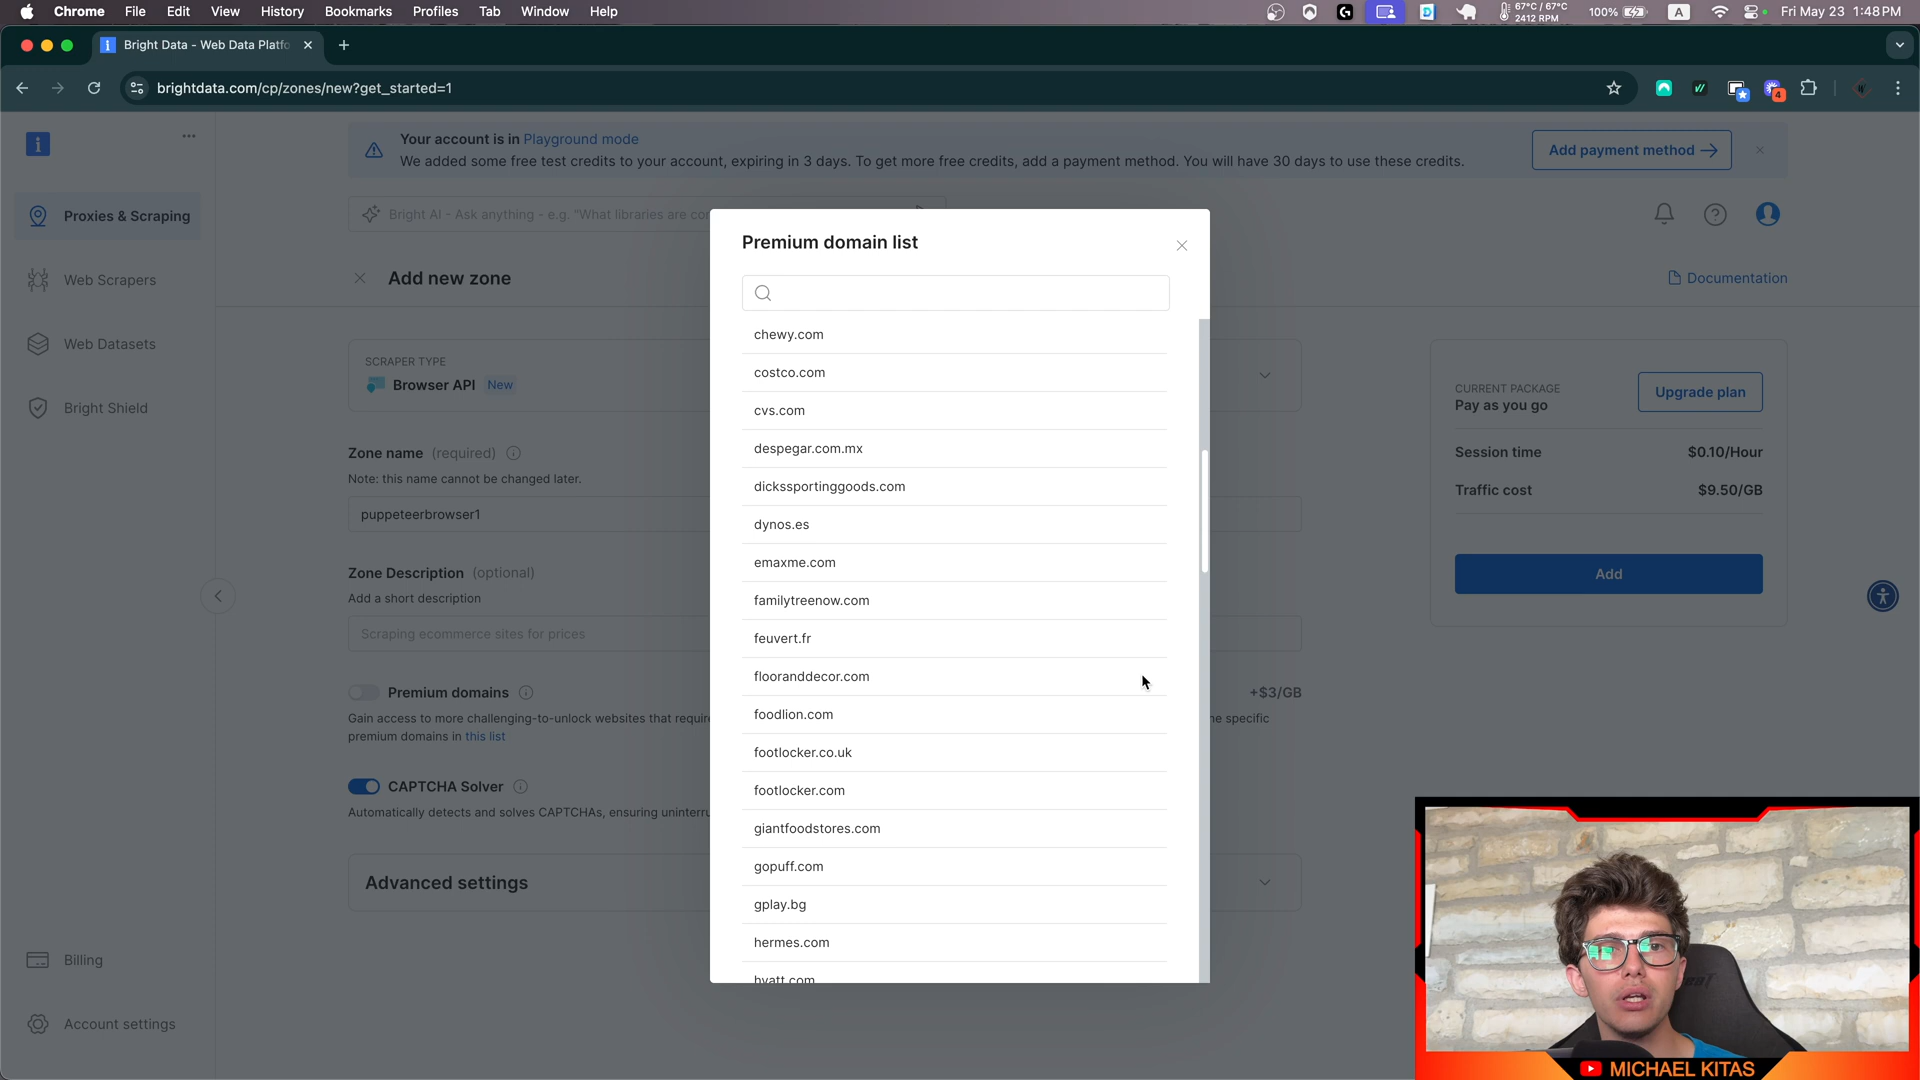 Chrome File Edit View History Bookmarks Profiles Tab Window Help
67°C / 67°C
2412 RPM
100%
A
Fri May 23 1:48 PM
Bright Data - Web Data Platfo
brightdata.com/cp/zones/new?get_started=1
4
Your account is in Playground mode
We added some free test credits to your account, expiring in 3 days. To get more free credits, add a payment method. You will have 30 days to use these credits.
Add payment method
Bright AI - Ask anything - e.g. "What libraries are
Proxies & Scraping
Web Scrapers
Web Datasets
Bright Shield
Billing
Account settings
Add new zone
Documentation
SCRAPER TYPE
Browser API New
Zone name (required)
Note: this name cannot be changed later.
puppeteerbrowser1
Zone Description (optional)
Add a short description
Scraping ecommerce sites for prices
Premium domains
+$3/GB
Gain access to more challenging-to-unlock websites that
specific
premium domains in this list
CAPTCHA Solver
Automatically detects and solves CAPTCHAs, ensuring
Advanced settings
Premium domain list
chewy.com
costco.com
cvs.com
despegar.com.mx
dickssportinggoods.com
dynos.es
emaxme.com
familytreenow.com
feuvert.fr
flooranddecor.com
foodlion.com
footlocker.co.uk
footlocker.com
giantfoodstores.com
gopuff.com
gplay.bg
hermes.com
hyatt.com
CURRENT PACKAGE
Pay as you go
Upgrade plan
Session time $0.10/Hour
Traffic cost $9.50/GB
Add
MICHAEL KITAS